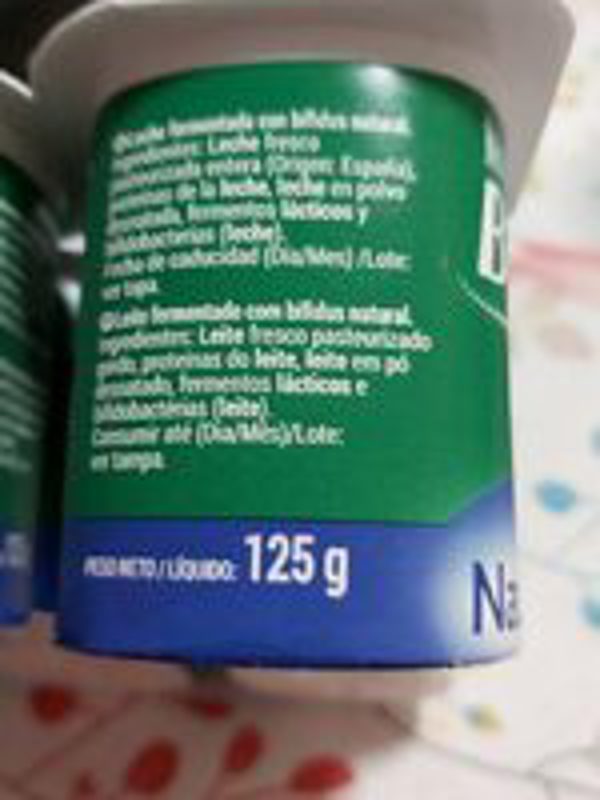 Leche fermentada con bífidus natural.
Ingredientes: Leche fresca
pasteurizada entera (Origen: España),
proteínas de la leche, leche en polvo
desnatada, fermentos lácticos y
bifidobacterias (leche).
Fecha de caducidad (Día/Mes) /Lote:
ver tapa.
Leite fermentado com bífidus natural.
Ingredientes: Leite fresco pasteurizado
gordo, proteínas do leite, leite em pó
desnatado, fermentos lácticos e
bifidobactérias (leite).
Consumir até (Dia/Mês)/Lote:
ver tampa.
PESO NETO / LÍQUIDO: 125 g
Na